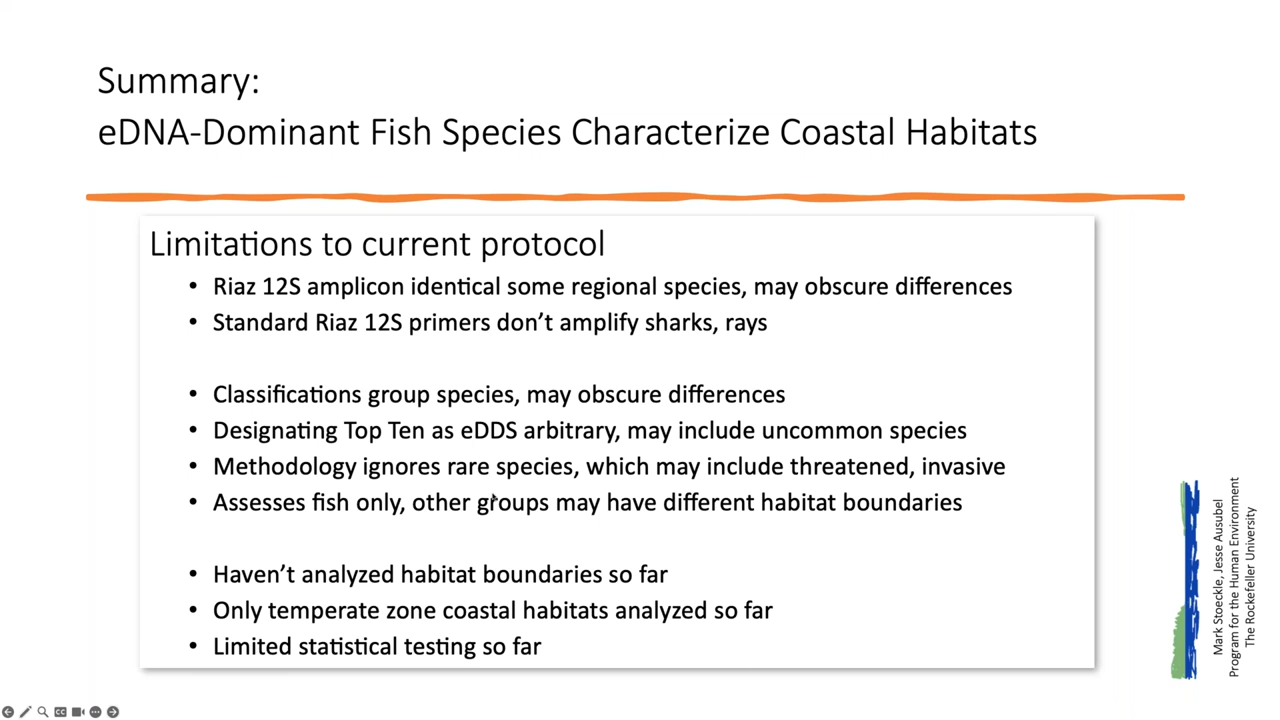 Summary:
eDNA-Dominant Fish Species Characterize Coastal Habitats
Limitations to current protocol
• Riaz 12S amplicon identical some regional species, may obscure differences
• Standard Riaz 12S primers don't amplify sharks, rays
• Classifications group species, may obscure differences
• Designating Top Ten as eDDS arbitrary, may include uncommon species
• Methodology ignores rare species, which may include threatened, invasive
• Assesses fish only, other groups may have different habitat boundaries
• Haven't analyzed habitat boundaries so far
• Only temperate zone coastal habitats analyzed so far
• Limited statistical testing so far
Mark Stoeckle, Jesse Ausubel
Program for the Human Environment
The Rockefeller University
CC